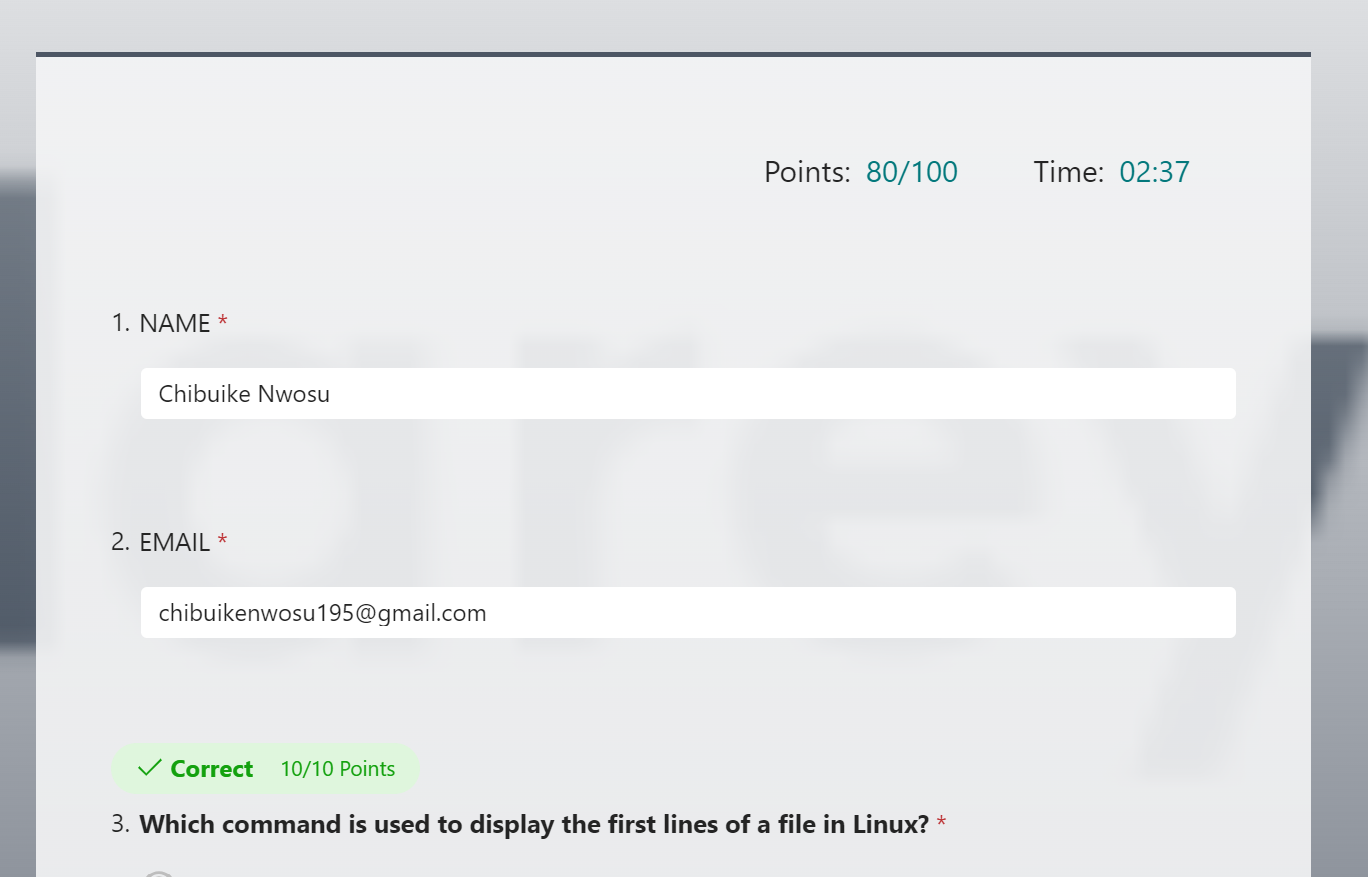 Points: 80/100 Time: 02:37
1. NAME *
Chibuike Nwosu
2. EMAIL *
chibuikenwosu195@gmail.com
Correct 10/10 Points
3. Which command is used to display the first lines of a file in Linux? *
arey